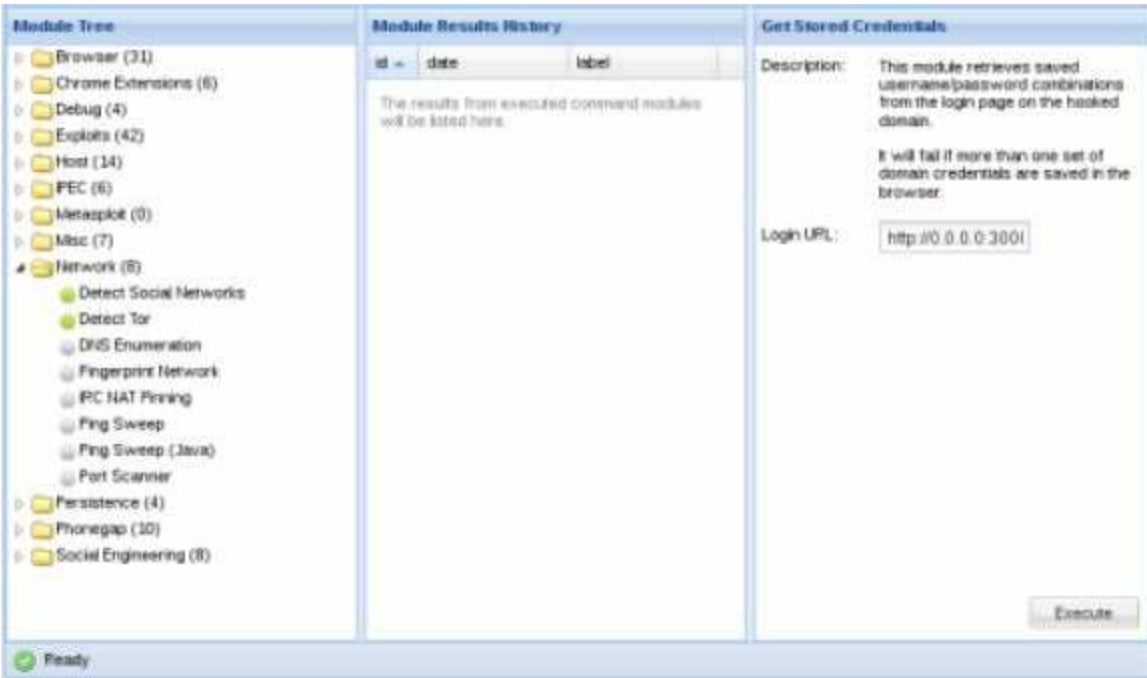 Module Tree
Browser (31)
Chrome Extensions (6)
Debug (4)
Exploits (42)
Host (14)
IPEC (6)
Metasploit (0)
Misc (7)
Network (8)
Detect Social Networks
Detect Tor
DNS Enumeration
Fingerprint Network
IRC NAT Pinning
Ping Sweep
Ping Sweep (Java)
Port Scanner
Persistence (4)
Phonegap (10)
Social Engineering (8)
Module Results History
id date label
The results from executed command modules
will be listed here.
Get Stored Credentials
Description: This module retrieves saved
username/password combinations
from the login page on the hooked
domain.
It will fail if more than one set of
domain credentials are saved in the
browser.
Login URL: http://0.0.0.0:300
Execute
Ready